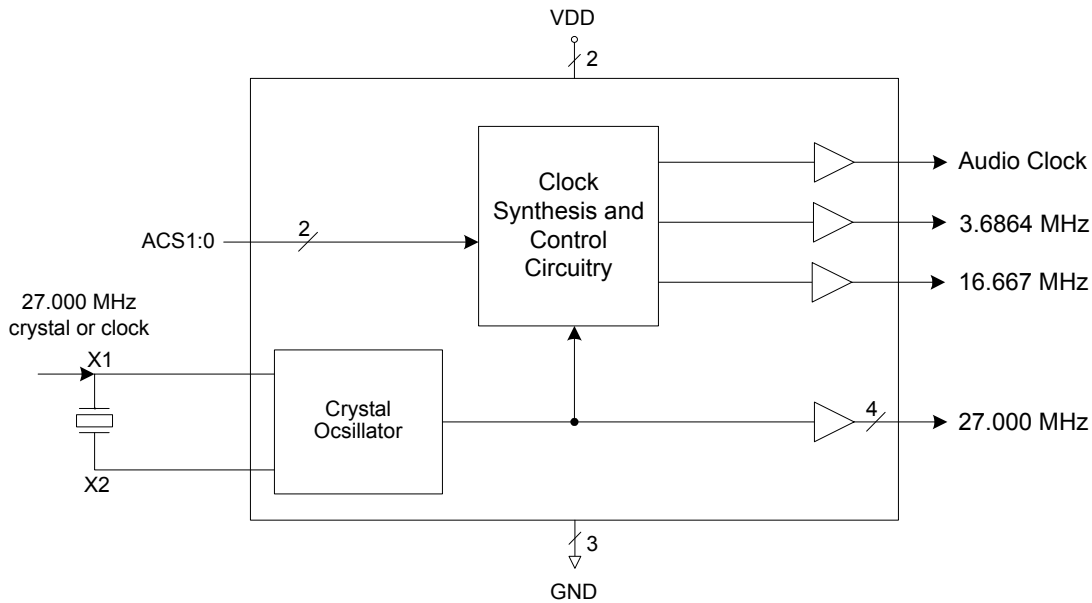 VDD
2
Clock
Synthesis and
Control
Circuitry
Audio Clock
3.6864 MHz
16.667 MHz
ACS1:0
2
27.000 MHz
crystal or clock
X1
X2
Crystal
Ocsillator
4
27.000 MHz
3
GND